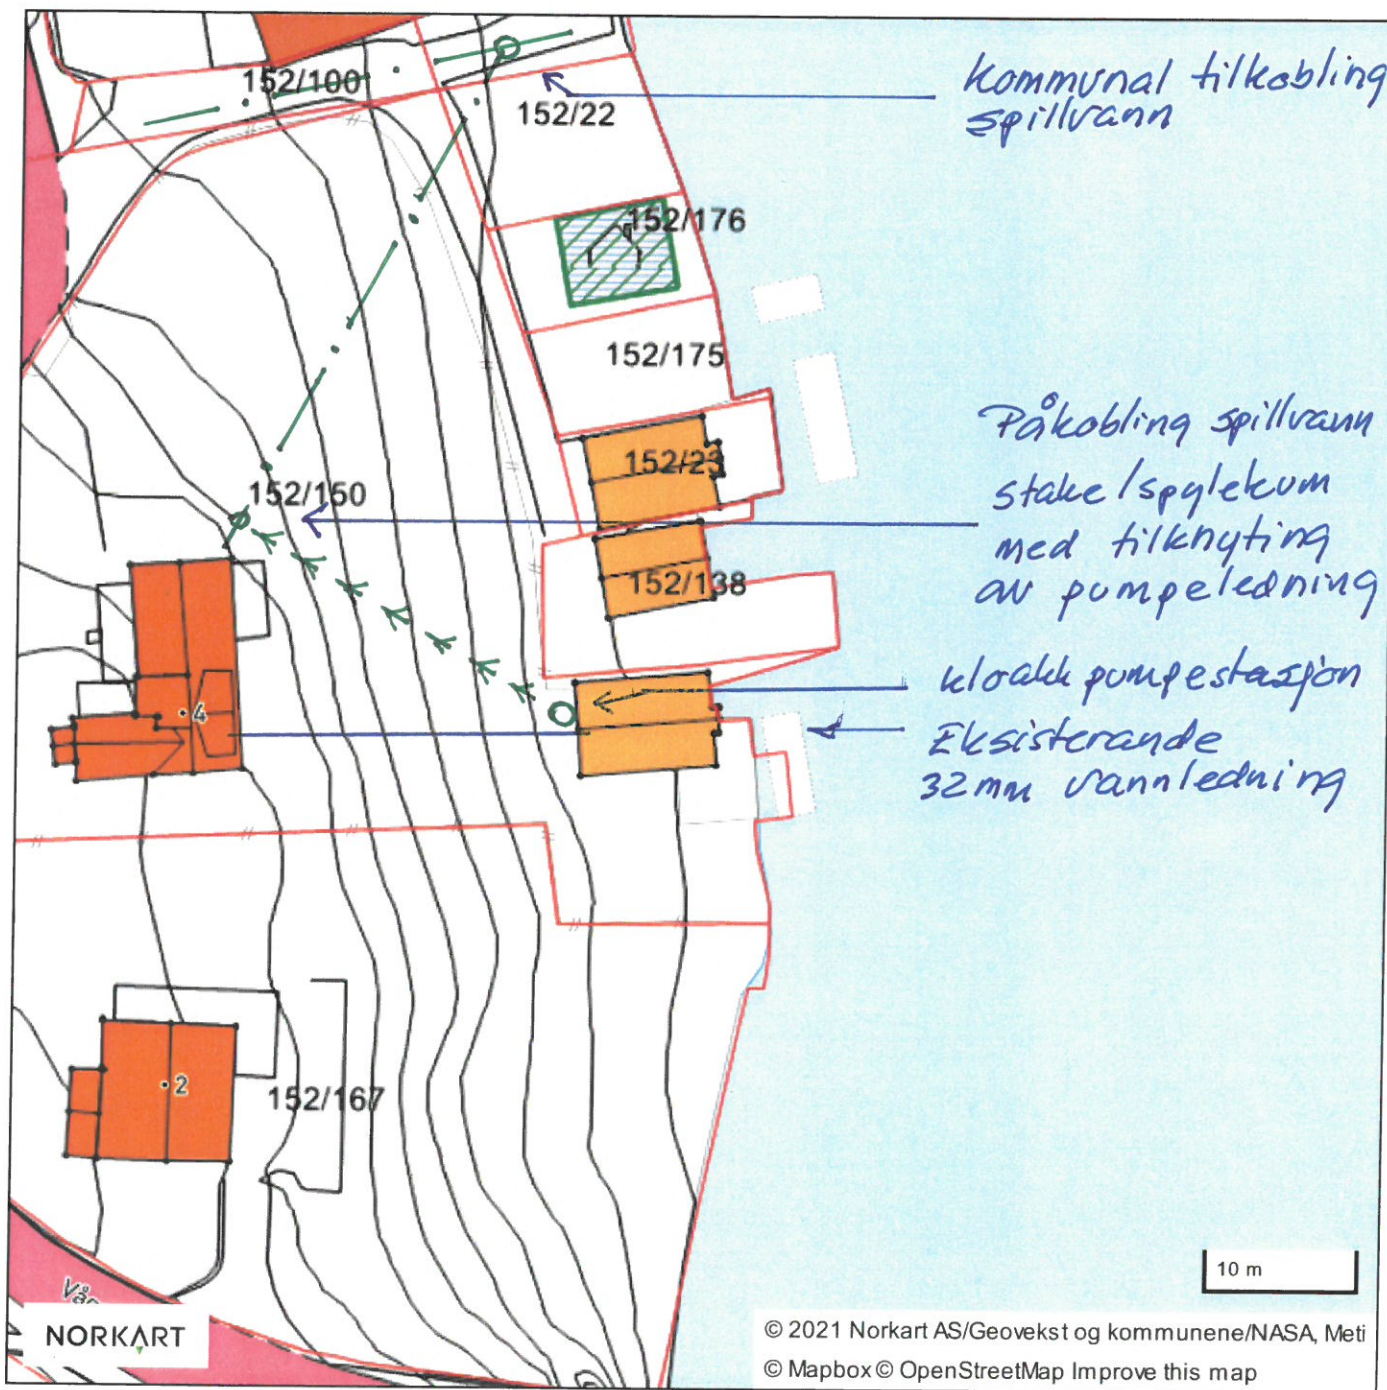 152/100
kommunal tilkobling
spillvann
152/22
152/176
152/175
Påkobling spillvann
152/23
152/150
stake/spylekum
med tilknyting
av pumpeledning
152/138
kloakk pumpestasjon
4
Eksisterande
32mm vannledning
2
152/167
10 m
NORKART
© 2021 Norkart AS/Geovekst og kommunene/NASA, Meti
© Mapbox © OpenStreetMap Improve this map